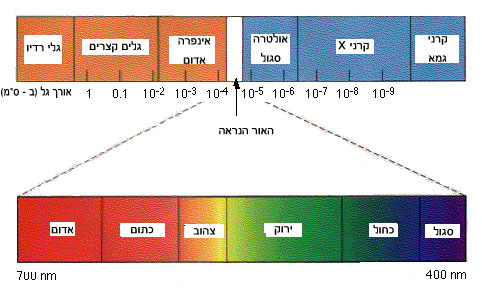 גלי רדיו
גלים קצרים
אינפרה
אדום
אולטרה
סגול
קרני X
קרני
גמא
אורך גל (ב - ס"מ)
1 0.1 10-2 10-3 10-4 10-5 10-6 10-7 10-8 10-9
האור הנראה
אדום
כתום
צהוב
ירוק
כחול
סגול
700 nm
400 nm